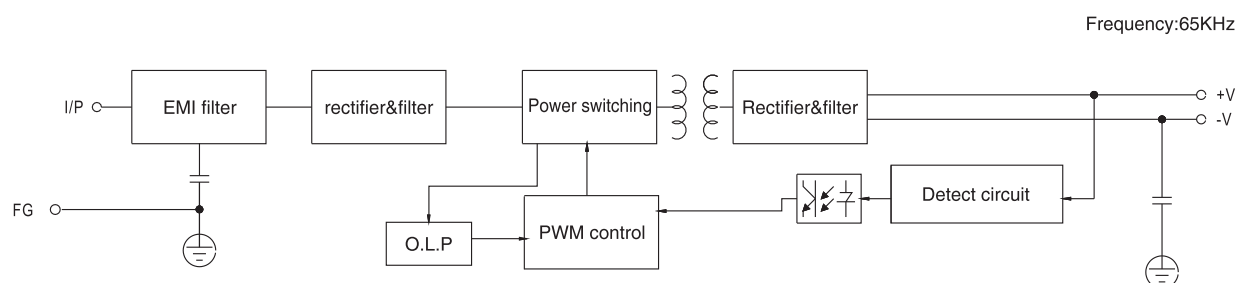 Frequency:65KHz
I/P
EMI filter
rectifier&filter
Power switching
Rectifier&filter
+V
-V
FG
O.L.P
PWM control
Detect circuit